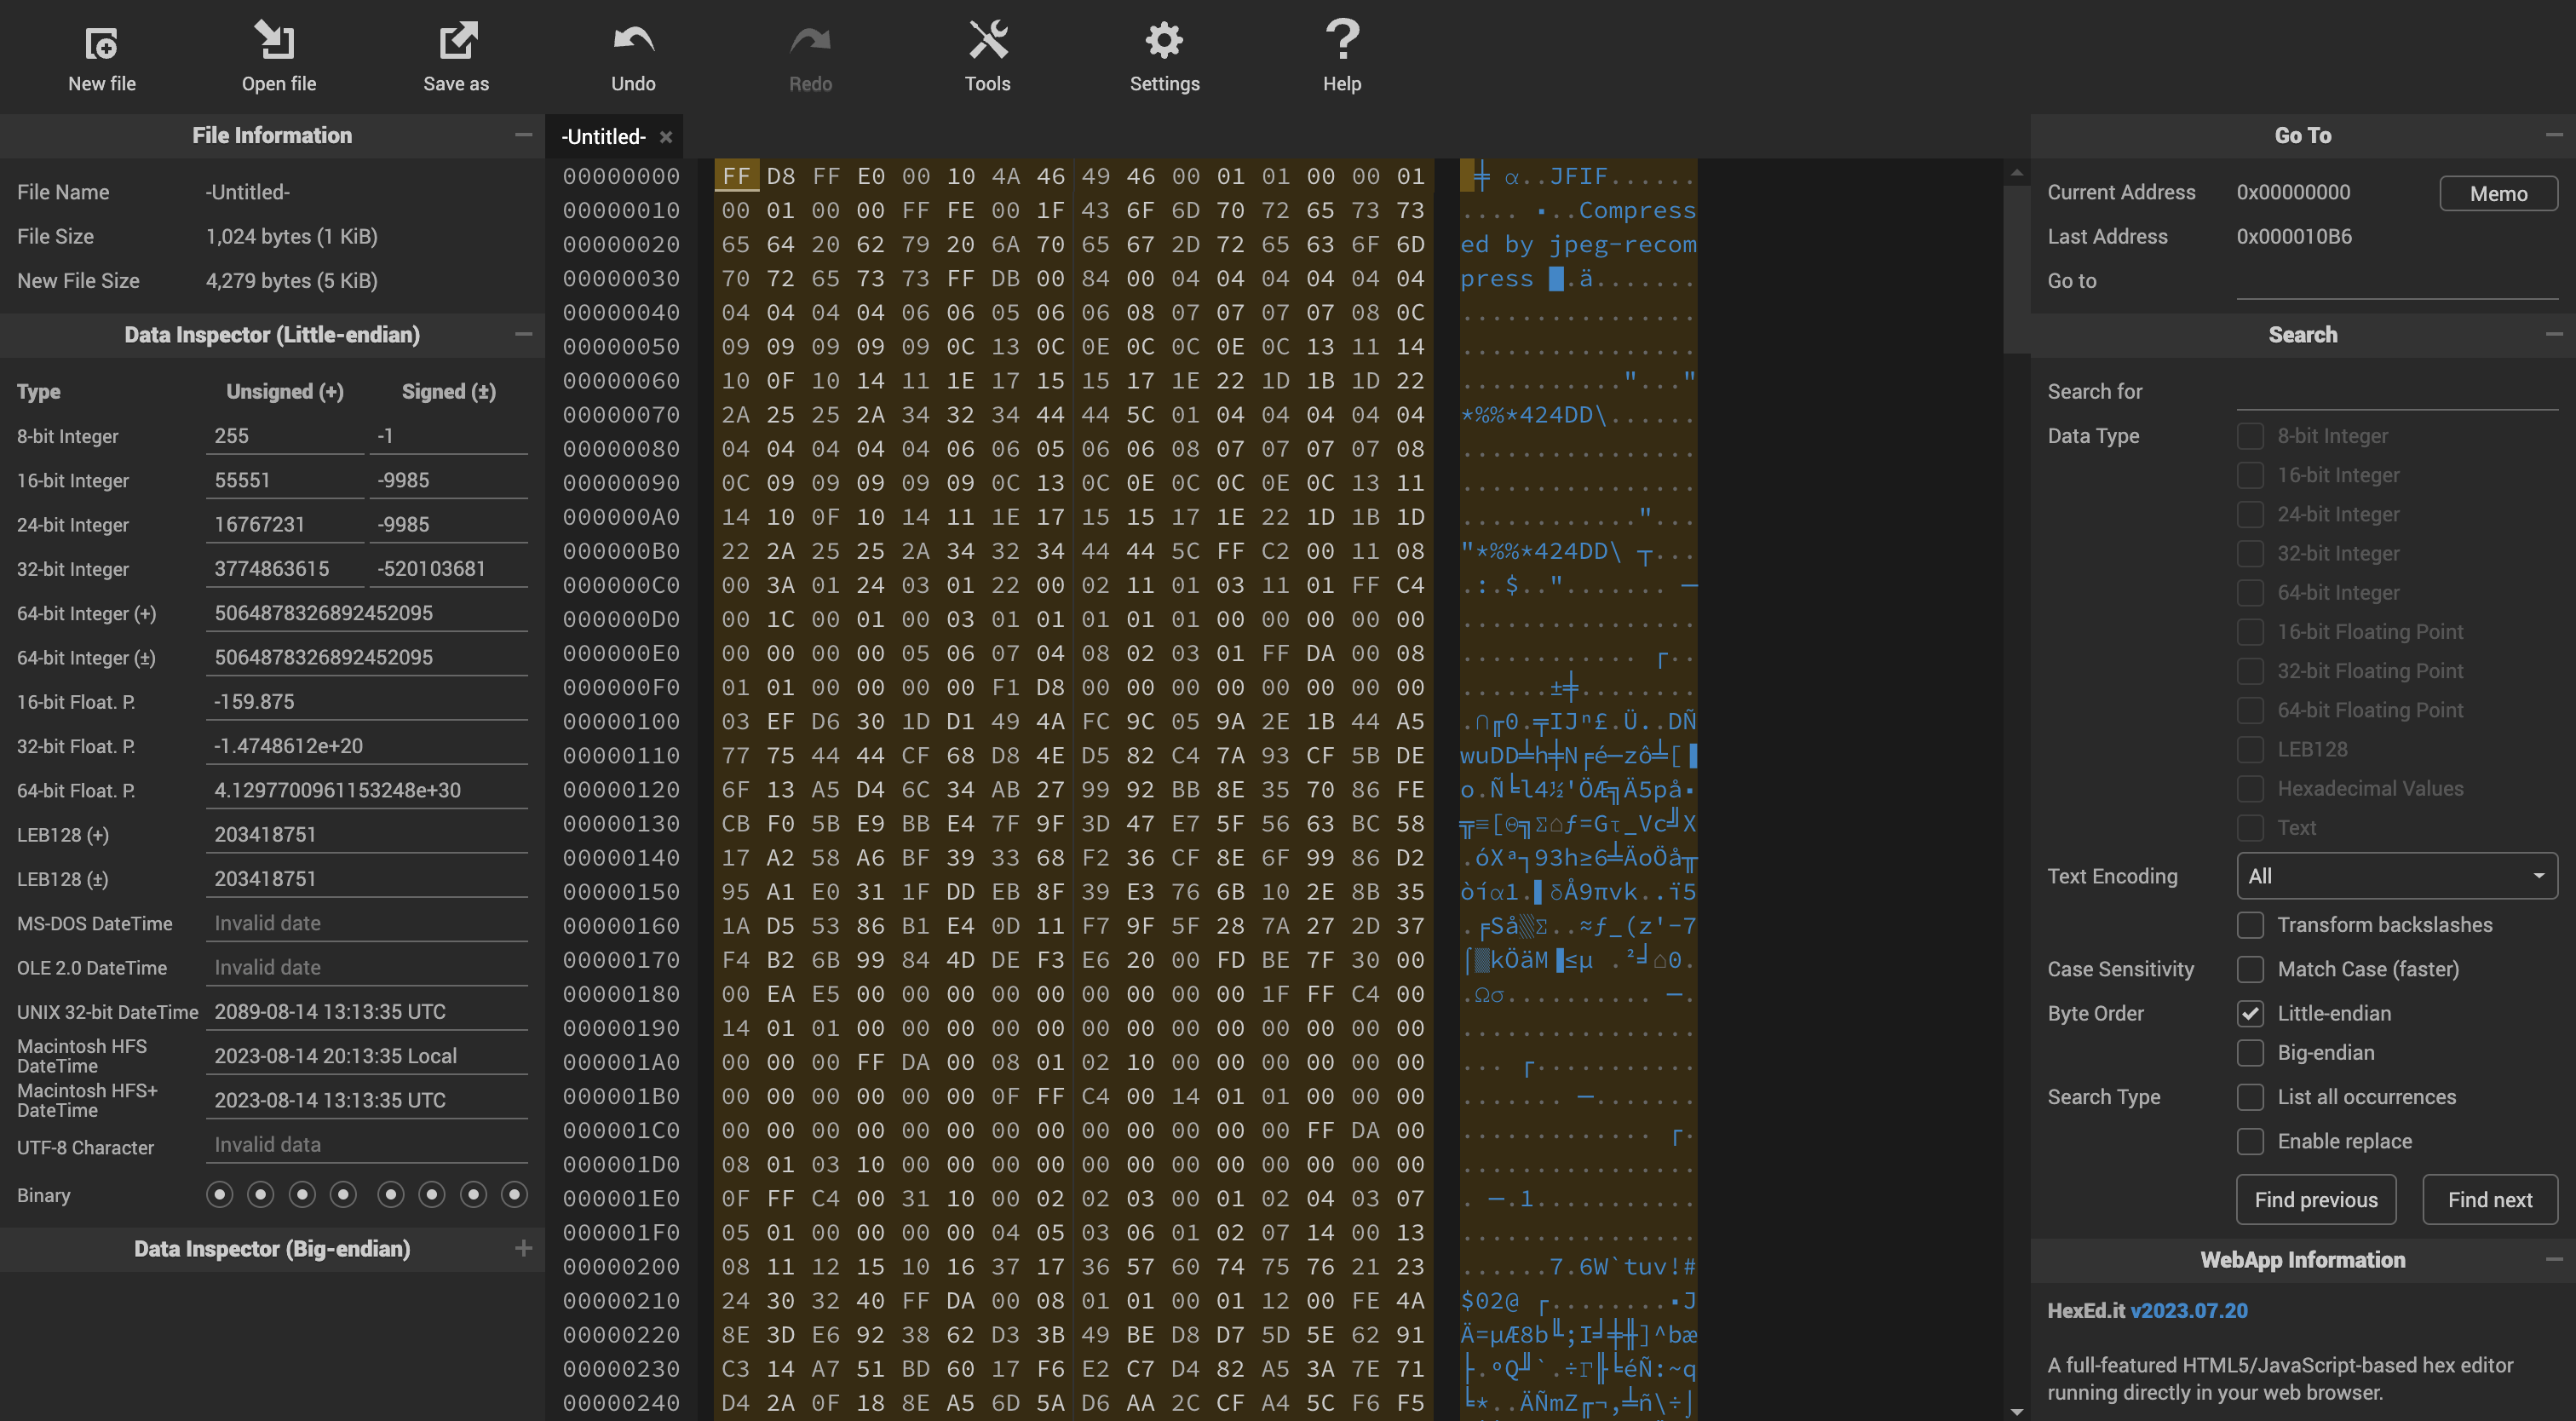 New file
Open file
Save as
Undo
Redo
Tools
Settings
Help
File Information
File Name -Untitled-
File Size 1,024 bytes (1 KiB)
New File Size 4,279 bytes (5 KiB)
Data Inspector (Little-endian)
Type Unsigned (+) Signed (±)
8-bit Integer 255 -1
16-bit Integer 55551 -9985
24-bit Integer 16767231 -9985
32-bit Integer 3774863615 -520103681
64-bit Integer (+) 5064878326892452095
64-bit Integer (±) 5064878326892452095
16-bit Float. P. -159.875
32-bit Float. P. -1.4748612e+20
64-bit Float. P. 4.1297700961153248e+30
LEB128 (+) 203418751
LEB128 (±) 203418751
MS-DOS DateTime Invalid date
OLE 2.0 DateTime Invalid date
UNIX 32-bit DateTime 2089-08-14 13:13:35 UTC
Macintosh HFS DateTime 2023-08-14 20:13:35 Local
Macintosh HFS+ DateTime 2023-08-14 13:13:35 UTC
UTF-8 Character Invalid data
Binary
Data Inspector (Big-endian)
-Untitled-
00000000 FF D8 FF E0 00 10 4A 46 49 46 00 01 01 00 00 01
00000010 00 01 00 00 FF FE 00 1F 43 6F 6D 70 72 65 73 73 Compress
00000020 65 64 20 62 79 20 6A 70 65 67 2D 72 65 63 6F 6D ed by jpeg-recom
00000030 70 72 65 73 73 FF DB 00 84 00 04 04 04 04 04 04
00000040 04 04 04 04 06 06 05 06 06 08 07 07 07 07 08 0C
00000050 09 09 09 09 09 0C 13 0C 0E 0C 0C 0E 0C 13 11 14
00000060 10 0F 10 14 11 1E 17 15 15 17 1E 22 1D 1B 1D 22
00000070 2A 25 25 2A 34 32 34 44 44 5C 01 04 04 04 04 04 *%%*424DD\......
00000080 04 04 04 04 04 06 06 05 06 06 08 07 07 07 07 08
00000090 0C 09 09 09 09 09 0C 13 0C 0E 0C 0C 0E 0C 13 11
000000A0 14 10 0F 10 14 11 1E 17 15 15 17 1E 22 1D 1B 1D
000000B0 22 2A 25 25 2A 34 32 34 44 44 5C FF C2 00 11 08
000000C0 00 3A 01 24 03 01 22 00 02 11 01 03 11 01 FF C4
000000D0 00 1C 00 01 00 03 01 01 01 01 01 00 00 00 00 00
000000E0 00 00 00 00 05 06 07 04 08 02 03 01 FF DA 00 08
000000F0 01 01 00 00 00 00 F1 D8 00 00 00 00 00 00 00 00
00000100 03 EF D6 30 1D D1 49 4A FC 9C 05 9A 2E 1B 44 A5
00000110 77 75 44 44 CF 68 D8 4E D5 82 C4 7A 93 CF 5B DE
00000120 6F 13 A5 D4 6C 34 AB 27 99 92 BB 8E 35 70 86 FE
00000130 CB F0 5B E9 BB E4 7F 9F 3D 47 E7 5F 56 63 BC 58
00000140 17 A2 58 A6 BF 39 33 68 F2 36 CF 8E 6F 99 86 D2
00000150 95 A1 E0 31 1F DD EB 8F 39 E3 76 6B 10 2E 8B 35
00000160 1A D5 53 86 B1 E4 0D 11 F7 9F 5F 28 7A 27 2D 37
00000170 F4 B2 6B 99 84 4D DE F3 E6 20 00 FD BE 7F 30 00
00000180 00 EA E5 00 00 00 00 00 00 00 00 00 1F FF C4 00
00000190 14 01 01 00 00 00 00 00 00 00 00 00 00 00 00 00
000001A0 00 00 00 FF DA 00 08 01 02 10 00 00 00 00 00 00
000001B0 00 00 00 00 00 00 0F FF C4 00 14 01 01 00 00 00
000001C0 00 00 00 00 00 00 00 00 00 00 00 00 00 FF DA 00
000001D0 08 01 03 10 00 00 00 00 00 00 00 00 00 00 00 00
000001E0 0F FF C4 00 31 10 00 02 02 03 00 01 02 04 03 07
000001F0 05 01 00 00 00 00 04 05 03 06 01 02 07 14 00 13
00000200 08 11 12 15 10 16 37 17 36 57 60 74 75 76 21 23 ......7.6W`tuv!#
00000210 24 30 32 40 FF DA 00 08 01 01 00 01 12 00 FE 4A
00000220 8E 3D E6 92 38 62 D3 3B 49 BE D8 D7 5D 5E 62 91
00000230 C3 14 A7 51 BD 60 17 F6 E2 C7 D4 82 A5 3A 7E 71
00000240 D4 2A 0F 18 8E A5 6D 5A D6 AA 2C CF A4 5C F6 F5
Go To
Current Address 0x00000000 Memo
Last Address 0x000010B6
Go to
Search
Search for
Data Type 8-bit Integer
16-bit Integer
24-bit Integer
32-bit Integer
64-bit Integer
16-bit Floating Point
32-bit Floating Point
64-bit Floating Point
LEB128
Hexadecimal Values
Text
Text Encoding All
Transform backslashes
Case Sensitivity Match Case (faster)
Byte Order Little-endian
Big-endian
Search Type List all occurrences
Enable replace
Find previous Find next
WebApp Information
HexEd.it v2023.07.20
A full-featured HTML5/JavaScript-based hex editor
running directly in your web browser.